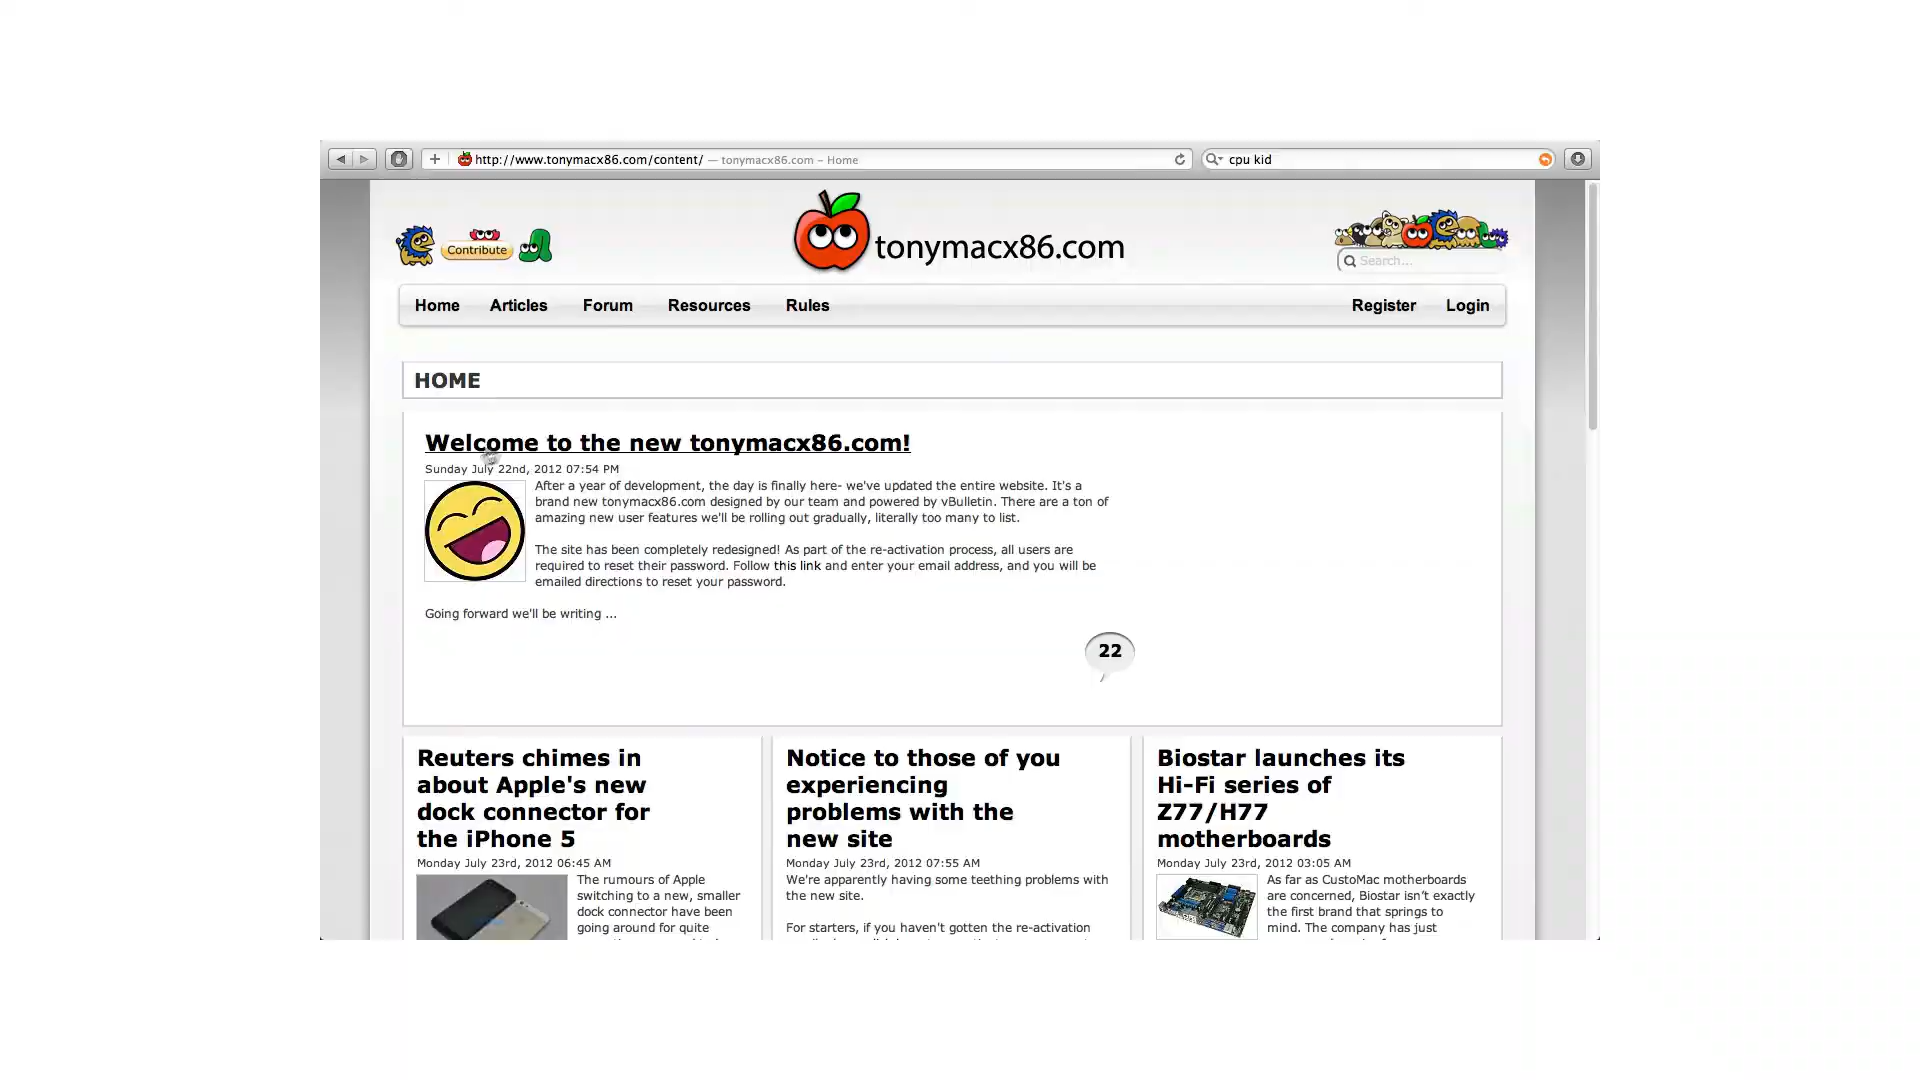 http://www.tonymacx86.com/content/ — tonymacx86.com – Home
cpu kid
Contribute
tonymacx86.com
Search...
Home Articles Forum Resources Rules Register Login
HOME
Welcome to the new tonymacx86.com!
Sunday July 22nd, 2012 07:54 PM
After a year of development, the day is finally here- we've updated the entire website. It's a
brand new tonymacx86.com designed by our team and powered by vBulletin. There are a ton of
amazing new user features we'll be rolling out gradually, literally too many to list.
The site has been completely redesigned! As part of the re-activation process, all users are
required to reset their password. Follow this link and enter your email address, and you will be
emailed directions to reset your password.
Going forward we'll be writing ...
22
Reuters chimes in
about Apple's new
dock connector for
the iPhone 5
Monday July 23rd, 2012 06:45 AM
The rumours of Apple
switching to a new, smaller
dock connector have been
going around for quite
Notice to those of you
experiencing
problems with the
new site
Monday July 23rd, 2012 07:55 AM
We're apparently having some teething problems with
the new site.
For starters, if you haven't gotten the re-activation
Biostar launches its
Hi-Fi series of
Z77/H77
motherboards
Monday July 23rd, 2012 03:05 AM
As far as CustoMac motherboards
are concerned, Biostar isn't exactly
the first brand that springs to
mind. The company has just